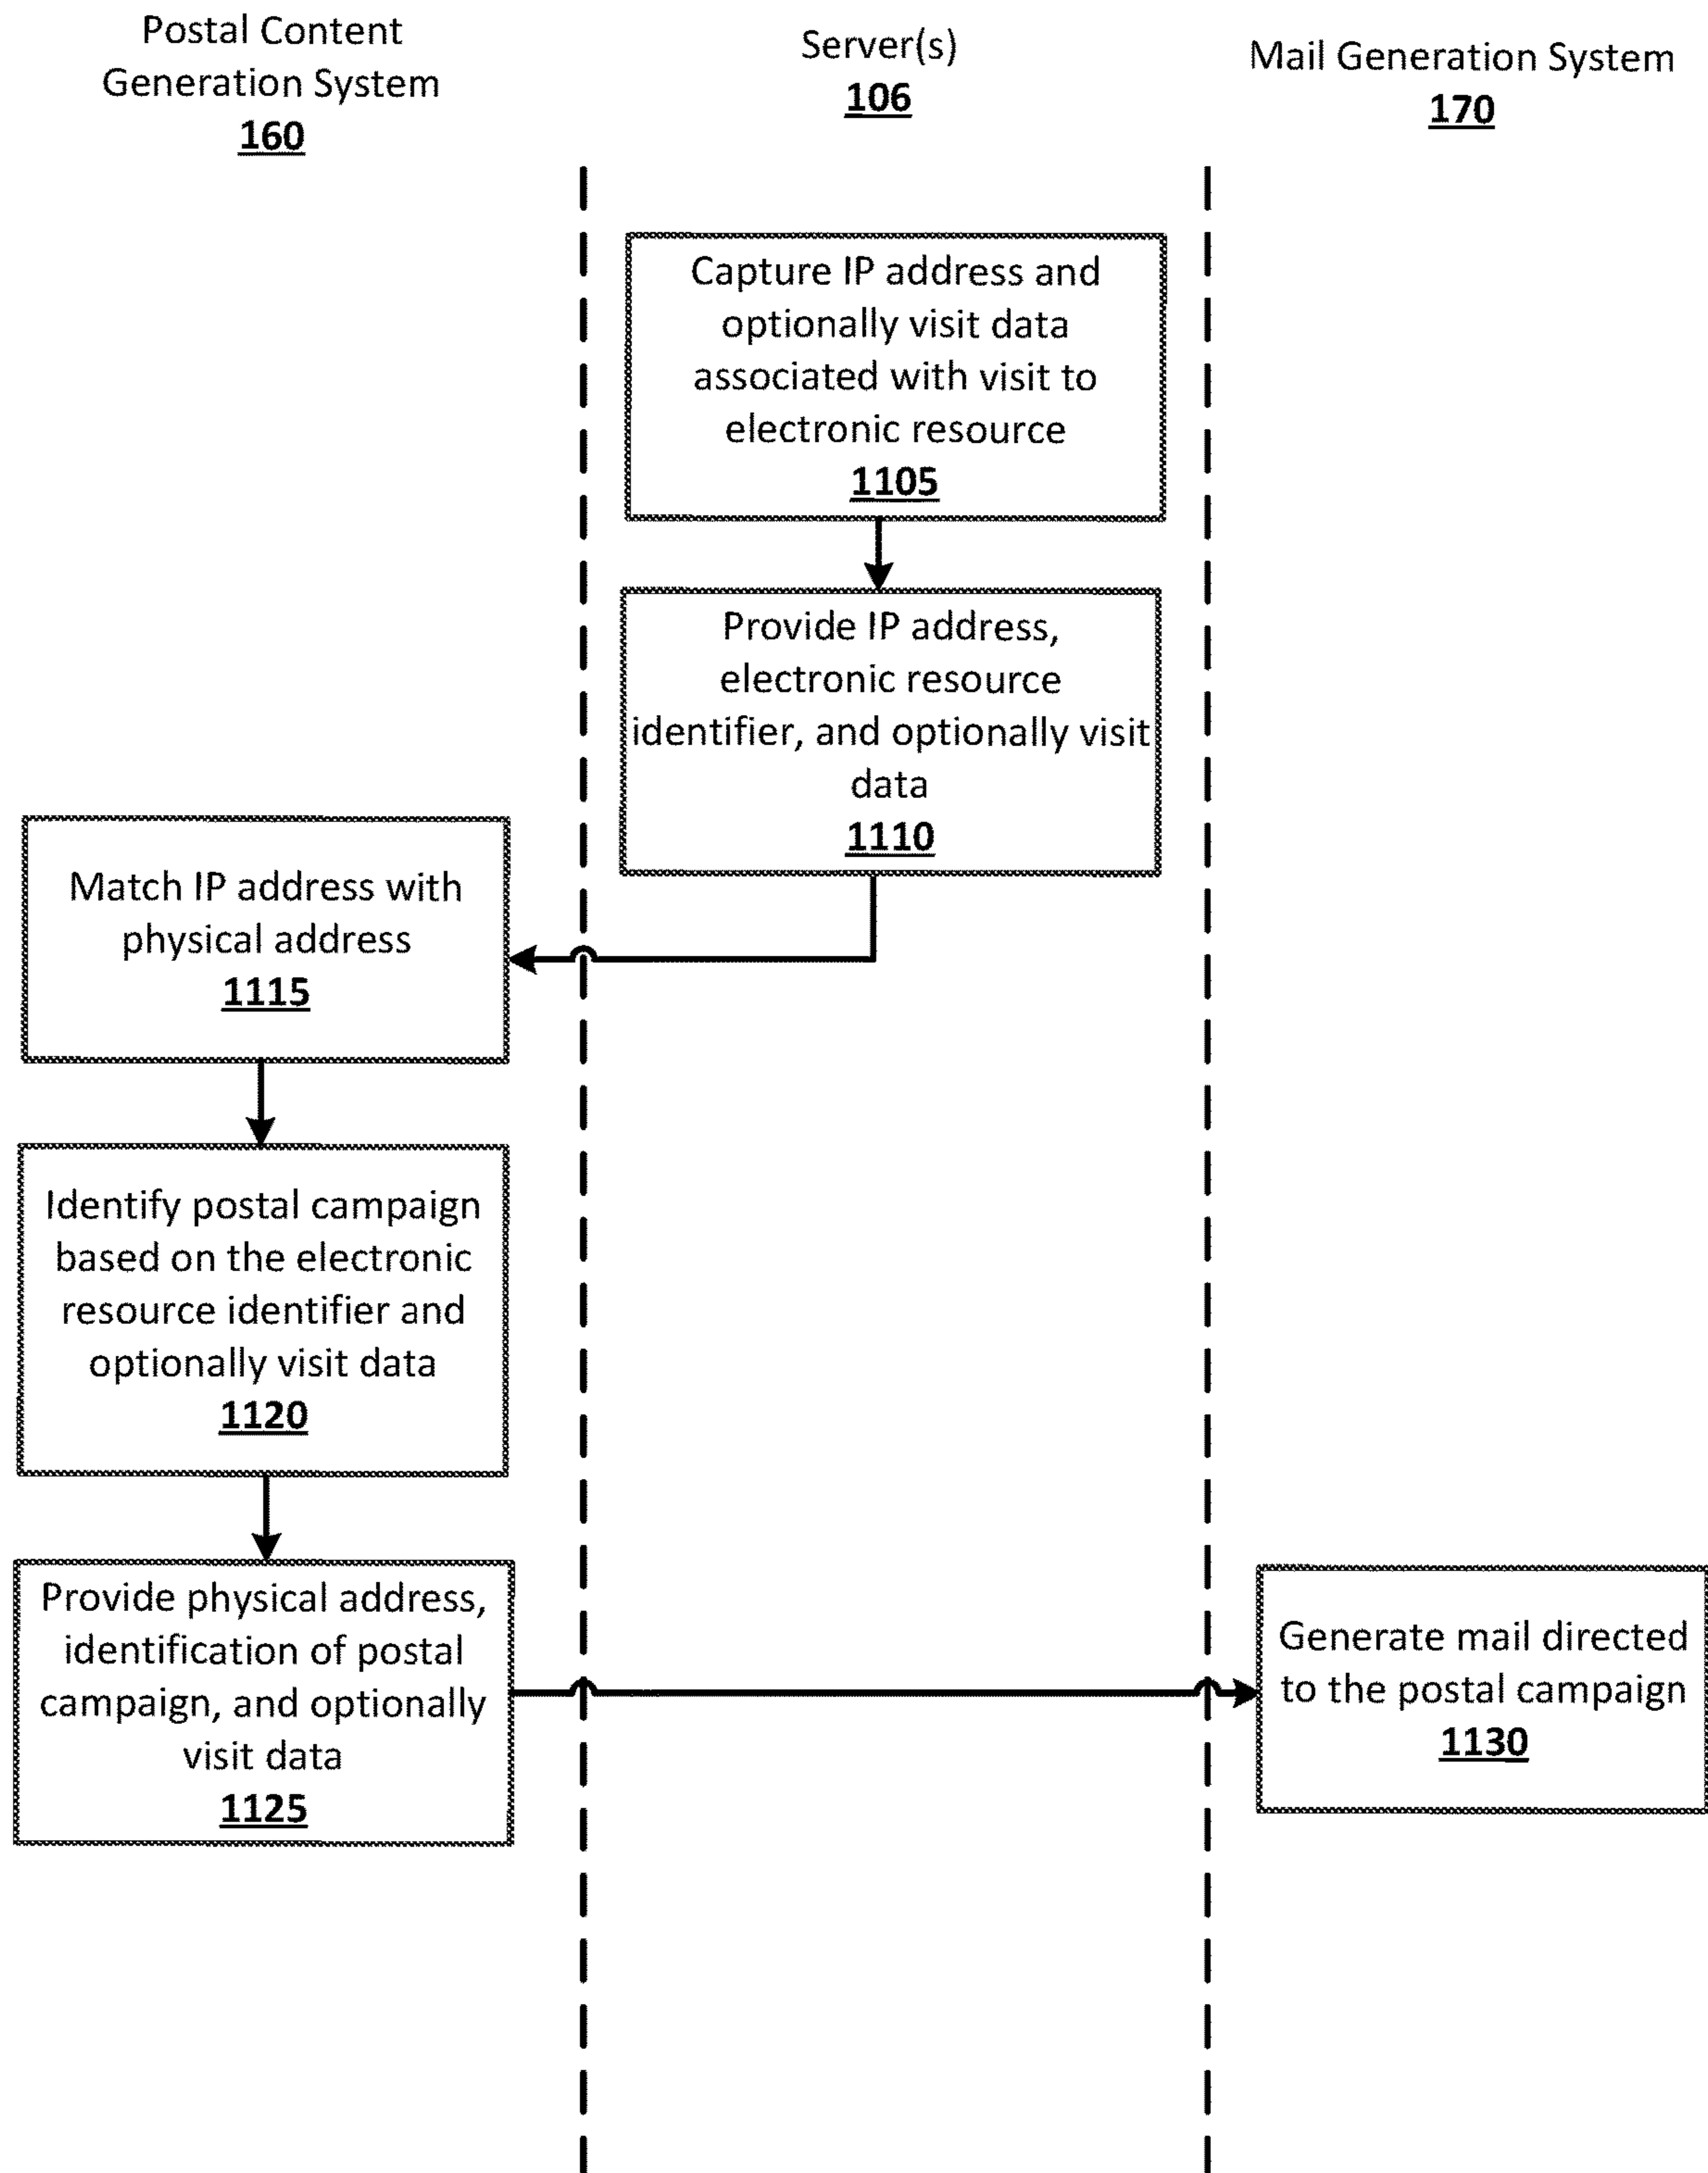 Postal Content
Generation System
160
Server(s)
106
Mail Generation System
170
Capture IP address and
optionally visit data
associated with visit to
electronic resource
1105
Provide IP address,
electronic resource
identifier, and optionally visit
data
1110
Match IP address with
physical address
1115
Identify postal campaign
based on the electronic
resource identifier and
optionally visit data
1120
Provide physical address,
identification of postal
campaign, and optionally
visit data
1125
Generate mail directed
to the postal campaign
1130